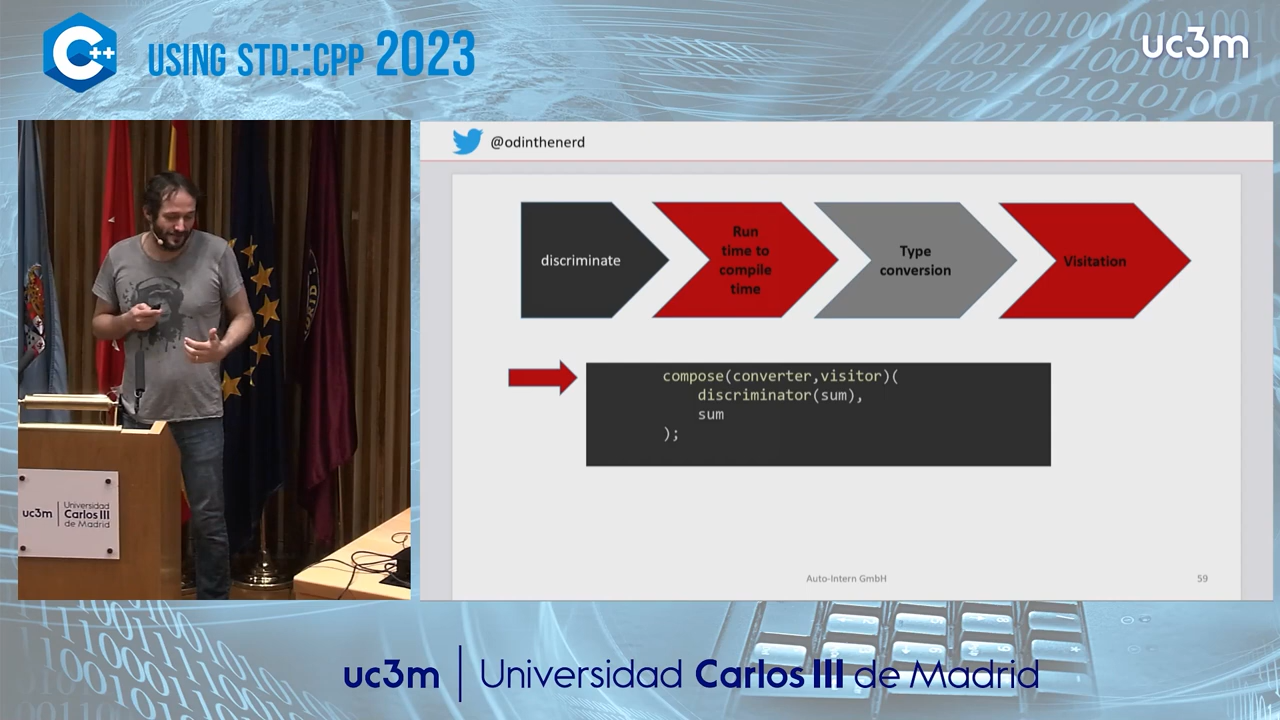 C++
USING STD::CPP 2023
uc3m
@odinthenerd
discriminate
Run
time to
compile
time
Type
conversion
Visitation
compose(converter,visitor)(
discriminator(sum),
sum
);
Auto-Intern GmbH
59
uc3m
Universidad
Carlos III
de Madrid
uc3m | Universidad Carlos III de Madrid